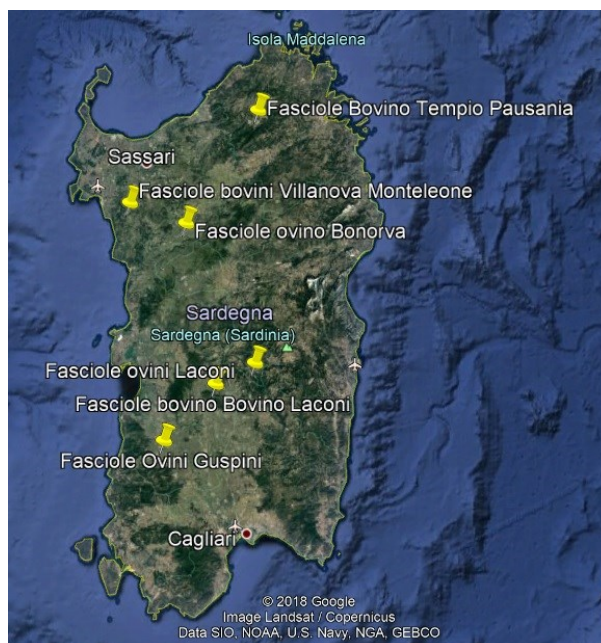 Isola Maddalena
Fasciole Bovino Tempio Pausania
Sassari
Fasciole bovini Villanova Monteleone
Fasciole ovino Bonorva
Sardegna
Sardegna (Sardinia)
Fasciole ovini Laconi
Fasciole bovino Bovino Laconi
Fasciole Ovini Guspini
Cagliari
© 2018 Google
Image Landsat / Copernicus
Data SIO, NOAA, U.S. Navy, NGA, GEBCO